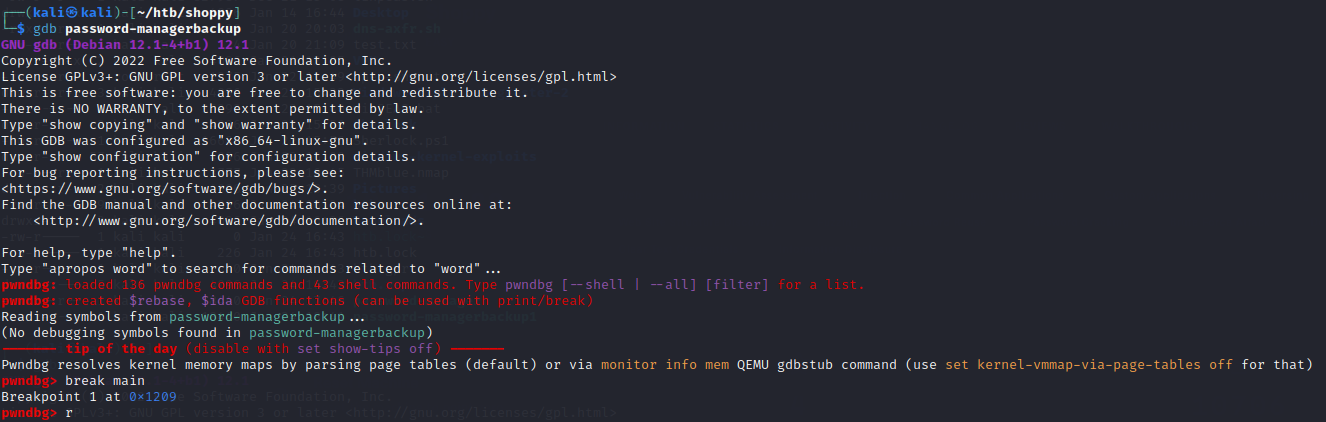 ┌──(kali㉿kali)-[~/htb/shoppy]
└─$ gdb password-managerbackup
GNU gdb (Debian 12.1-4+b1) 12.1
Copyright (C) 2022 Free Software Foundation, Inc.
License GPLv3+: GNU GPL version 3 or later <http://gnu.org/licenses/gpl.html>
This is free software: you are free to change and redistribute it.
There is NO WARRANTY, to the extent permitted by law.
Type "show copying" and "show warranty" for details.
This GDB was configured as "x86_64-linux-gnu".
Type "show configuration" for configuration details.
For bug reporting instructions, please see:
<https://www.gnu.org/software/gdb/bugs/>.
Find the GDB manual and other documentation resources online at:
    <http://www.gnu.org/software/gdb/documentation/>.

For help, type "help".
Type "apropos word" to search for commands related to "word"...
pwndbg: loaded 136 pwndbg commands and 43 shell commands. Type pwndbg [--shell | --all] [filter] for a list.
pwndbg: created $rebase, $ida GDB functions (can be used with print/break)
Reading symbols from password-managerbackup...
(No debugging symbols found in password-managerbackup)
------- tip of the day (disable with set show-tips off) -------
Pwndbg resolves kernel memory maps by parsing page tables (default) or via monitor info mem QEMU gdbstub command (use set kernel-vmmap-via-page-tables off for that)
pwndbg> break main
Breakpoint 1 at 0x1209
pwndbg> r